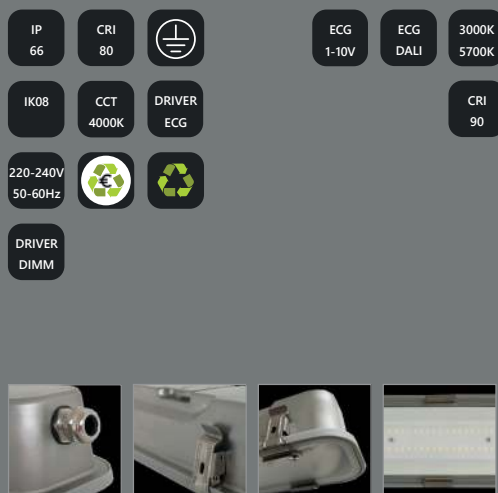 IP
66
CRI
80
ECG
1-10V
ECG
DALI
3000K
5700K
IK08
CCT
4000K
DRIVER
ECG
CRI
90
220-240V
50-60Hz
€
DRIVER
DIMM